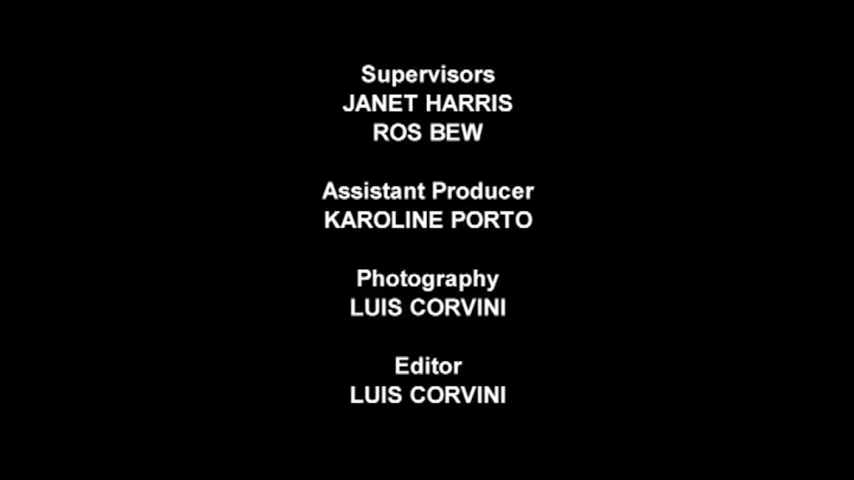 Supervisors
JANET HARRIS
ROS BEW
Assistant Producer
KAROLINE PORTO
Photography
LUIS CORVINI
Editor
LUIS CORVINI